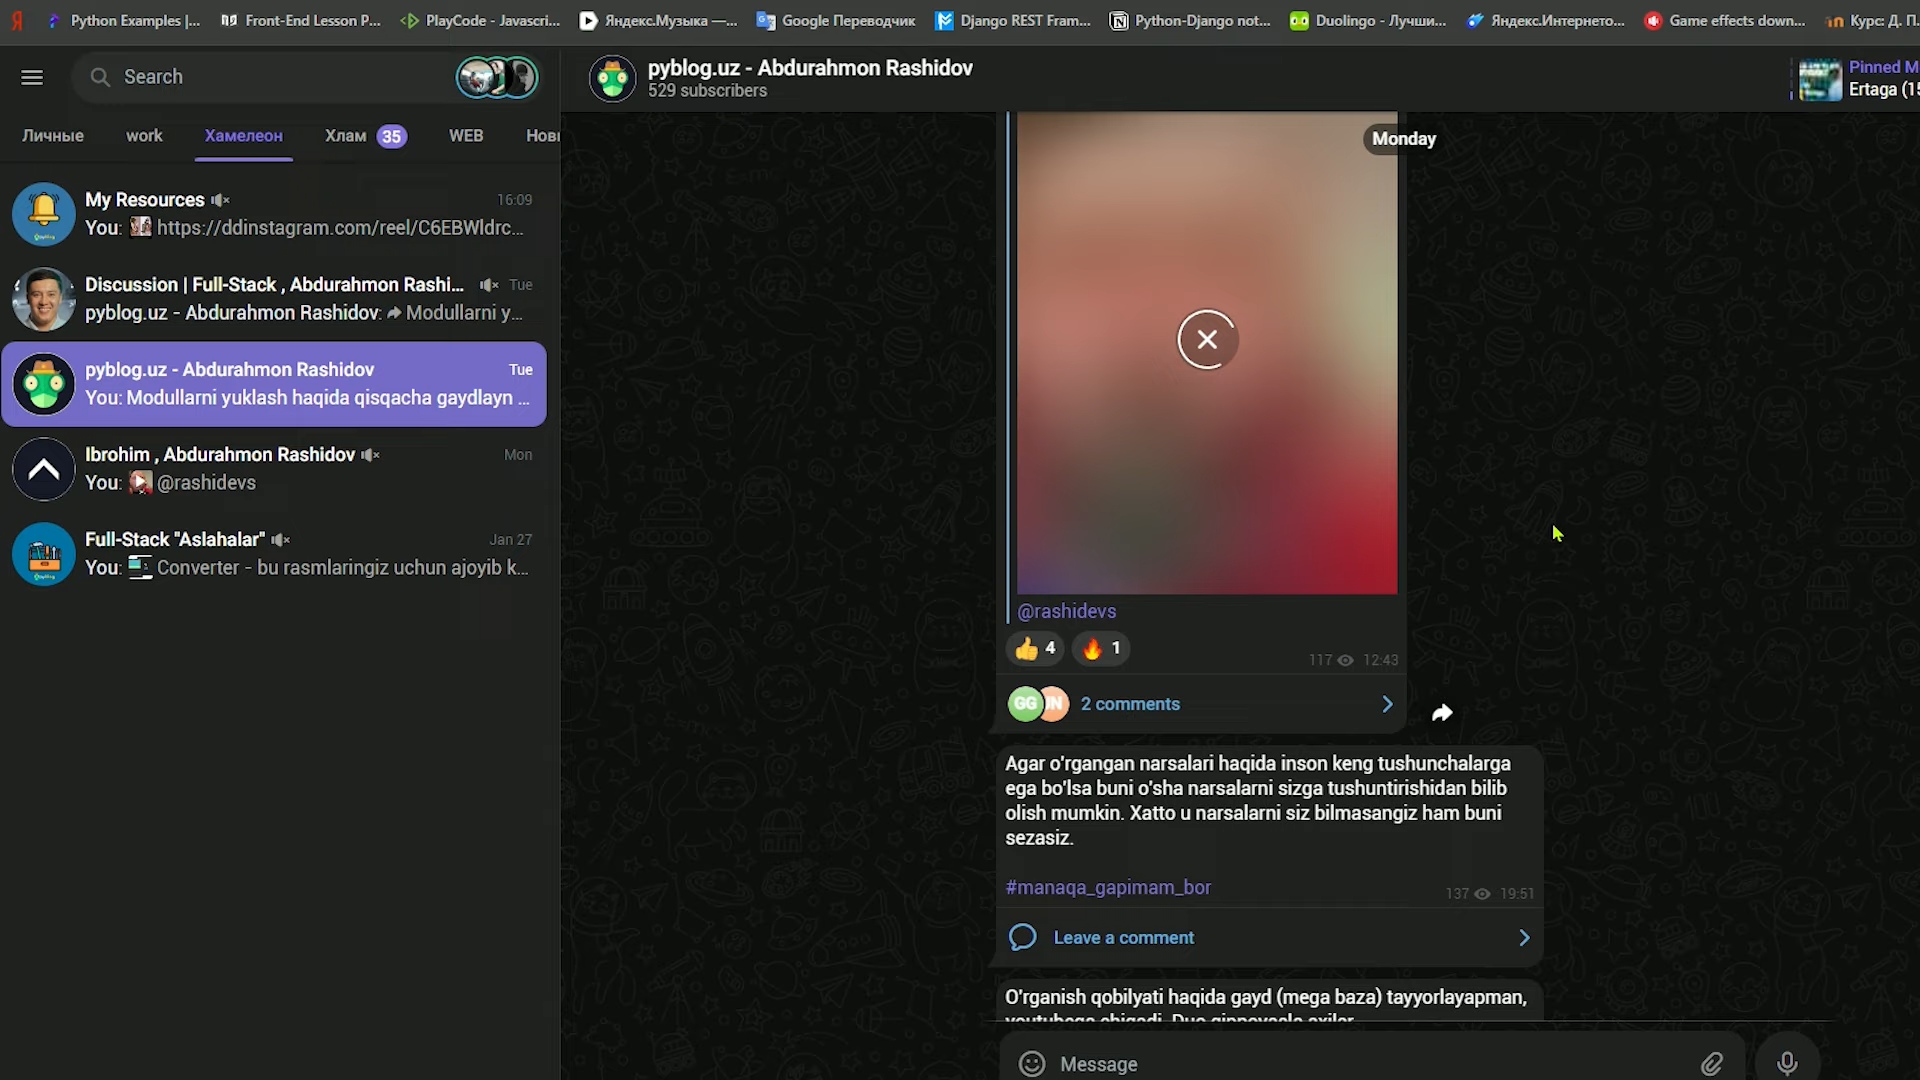 Я
Python Examples |...
Front-End Lesson P...
PlayCode - Javascri...
Яндекс.Музыка —...
Google Переводчик
Django REST Fram...
Python-Django not...
Duolingo - Лучши...
Яндекс.Интернето...
Game effects down...
Курс: Д. П.
Search
Личные
work
Хамелеон
Хлам 35
WEB
Нов
My Resources 16:09
You: https://ddinstagram.com/reel/C6EBWldrc...
Discussion | Full-Stack , Abdurahmon Rashi... Tue
pyblog.uz - Abdurahmon Rashidov: Modullarni y...
pyblog.uz - Abdurahmon Rashidov Tue
You: Modullarni yuklash haqida qisqacha gaydlayn ...
Ibrohim , Abdurahmon Rashidov Mon
You: @rashidevs
Full-Stack "Aslahalar" Jan 27
You: Converter - bu rasmlaringiz uchun ajoyib k...
pyblog.uz - Abdurahmon Rashidov
529 subscribers
Pinned M
Ertaga (15
Monday
@rashidevs
👍 4 🔥 1
117 12:43
GG JN 2 comments
Agar o'rgangan narsalari haqida inson keng tushunchalarga
ega bo'lsa buni o'sha narsalarni sizga tushuntirishidan bilib
olish mumkin. Xatto u narsalarni siz bilmasangiz ham buni
sezasiz.
#manaqa_gapimam_bor
137 19:51
Leave a comment
O'rganish qobilyati haqida gayd (mega baza) tayyorlayapman,
Message